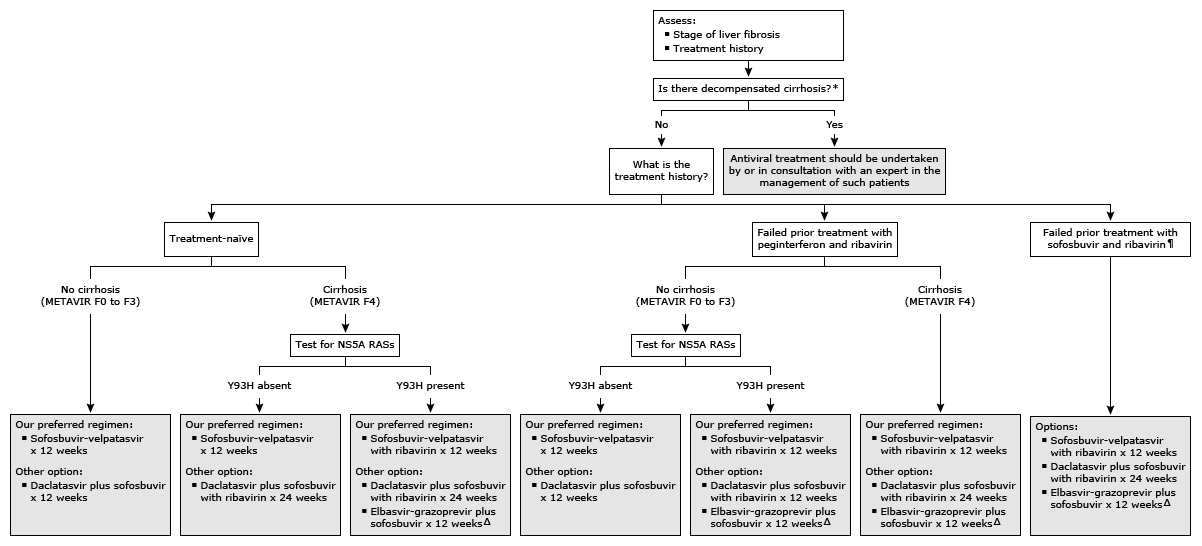 Assess:
▪ Stage of liver fibrosis
▪ Treatment history
Is there decompensated cirrhosis?*
No
Yes
What is the
treatment history?
Antiviral treatment should be undertaken
by or in consultation with an expert in the
management of such patients
Treatment-naïve
Failed prior treatment with
peginterferon and ribavirin
Failed prior treatment with
sofosbuvir and ribavirin¶
No cirrhosis
(METAVIR F0 to F3)
Cirrhosis
(METAVIR F4)
No cirrhosis
(METAVIR F0 to F3)
Cirrhosis
(METAVIR F4)
Test for NS5A RASs
Test for NS5A RASs
Y93H absent
Y93H present
Y93H absent
Y93H present
Our preferred regimen:
▪ Sofosbuvir-velpatasvir
x 12 weeks
Other option:
▪ Daclatasvir plus sofosbuvir
x 12 weeks
Our preferred regimen:
▪ Sofosbuvir-velpatasvir
x 12 weeks
Other option:
▪ Daclatasvir plus sofosbuvir
with ribavirin x 24 weeks
Our preferred regimen:
▪ Sofosbuvir-velpatasvir
with ribavirin x 12 weeks
Other option:
▪ Daclatasvir plus sofosbuvir
with ribavirin x 24 weeks
▪ Elbasvir-grazoprevir plus
sofosbuvir x 12 weeksΔ
Our preferred regimen:
▪ Sofosbuvir-velpatasvir
x 12 weeks
Other option:
▪ Daclatasvir plus sofosbuvir
x 12 weeks
Our preferred regimen:
▪ Sofosbuvir-velpatasvir
with ribavirin x 12 weeks
Other option:
▪ Daclatasvir plus sofosbuvir
with ribavirin x 12 weeks
▪ Elbasvir-grazoprevir plus
sofosbuvir x 12 weeksΔ
Our preferred regimen:
▪ Sofosbuvir-velpatasvir
with ribavirin x 12 weeks
Other option:
▪ Daclatasvir plus sofosbuvir
with ribavirin x 24 weeks
▪ Elbasvir-grazoprevir plus
sofosbuvir x 12 weeksΔ
Options:
▪ Sofosbuvir-velpatasvir
with ribavirin x 12 weeks
▪ Daclatasvir plus sofosbuvir
with ribavirin x 24 weeks
▪ Elbasvir-grazoprevir plus
sofosbuvir x 12 weeksΔ